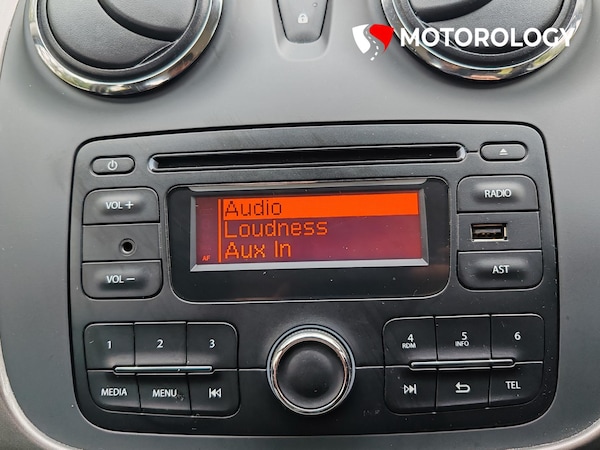 MOTOROLOGY
VOL +
RADIO
Audio
Loudness
Aux In
AF
VOL –
AST
1 2 3
4 RDM 5 INFO 6
MEDIA MENU
TEL